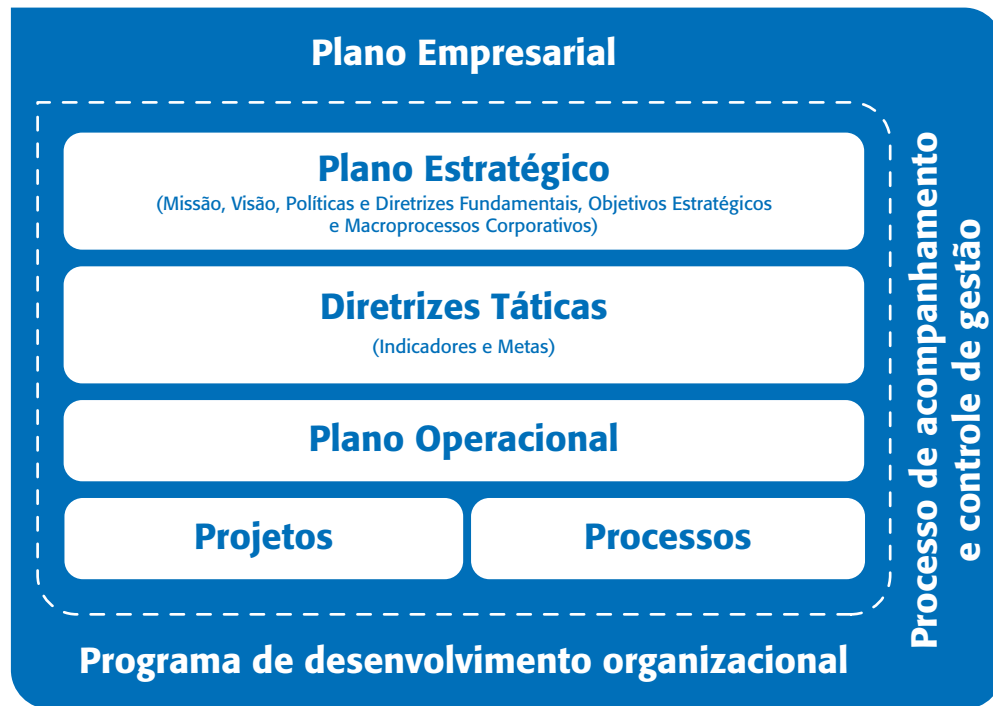 Plano Empresarial
Plano Estratégico
(Missão, Visão, Políticas e Diretrizes Fundamentais, Objetivos Estratégicos
e Macroprocessos Corporativos)
Diretrizes Táticas
(Indicadores e Metas)
Plano Operacional
Projetos
Processos
Programa de desenvolvimento organizacional
Processo de acompanhamento
e controle de gestão